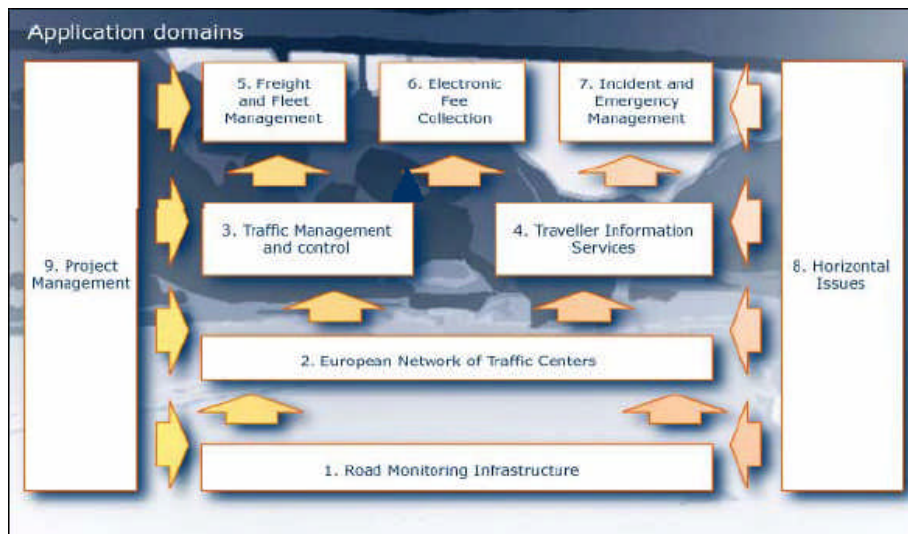 Application domains
5. Freight
and Fleet
Management
6. Electronic
Fee
Collection
7. Incident and
Emergency
Management
3. Traffic Management
and control
4. Traveller Information
Services
9. Project
Management
8. Horizontal
Issues
2. European Network of Traffic Centers
1. Road Monitoring Infrastructure